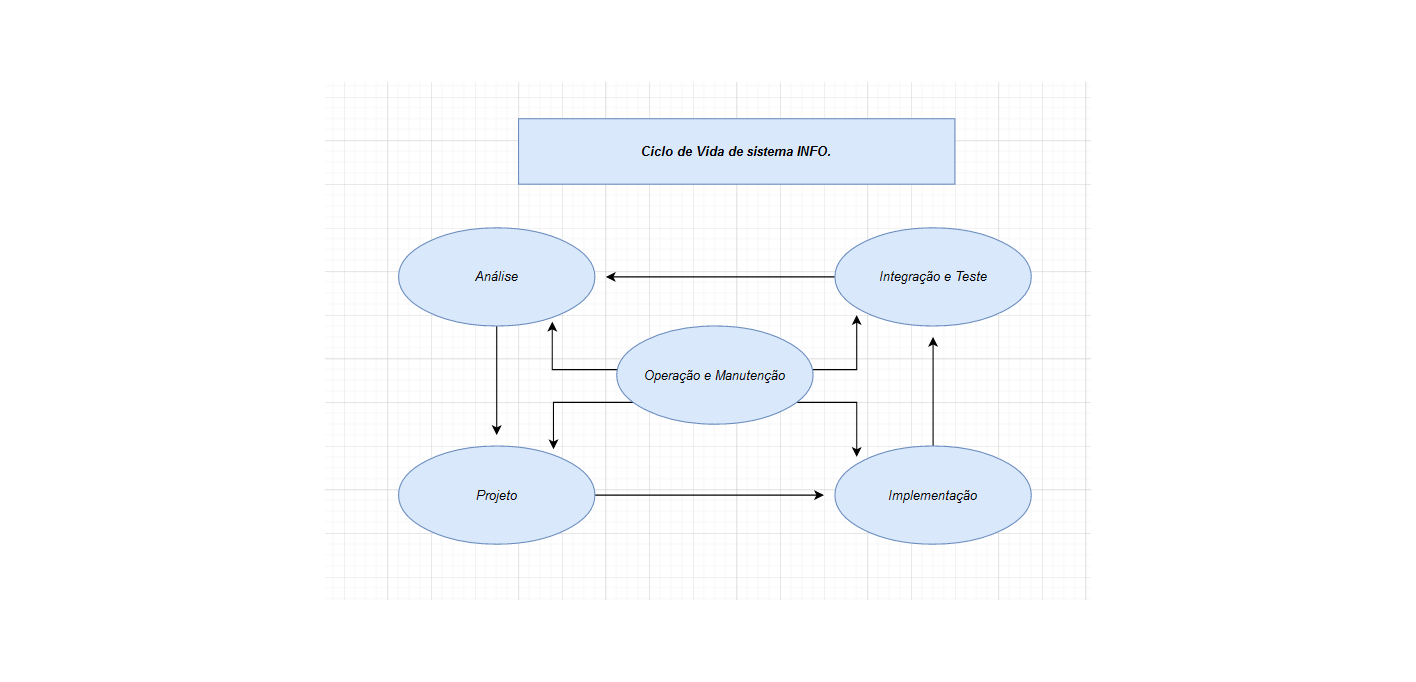 Ciclo de Vida de sistema INFO.
Análise
Integração e Teste
Operação e Manutenção
Projeto
Implementação